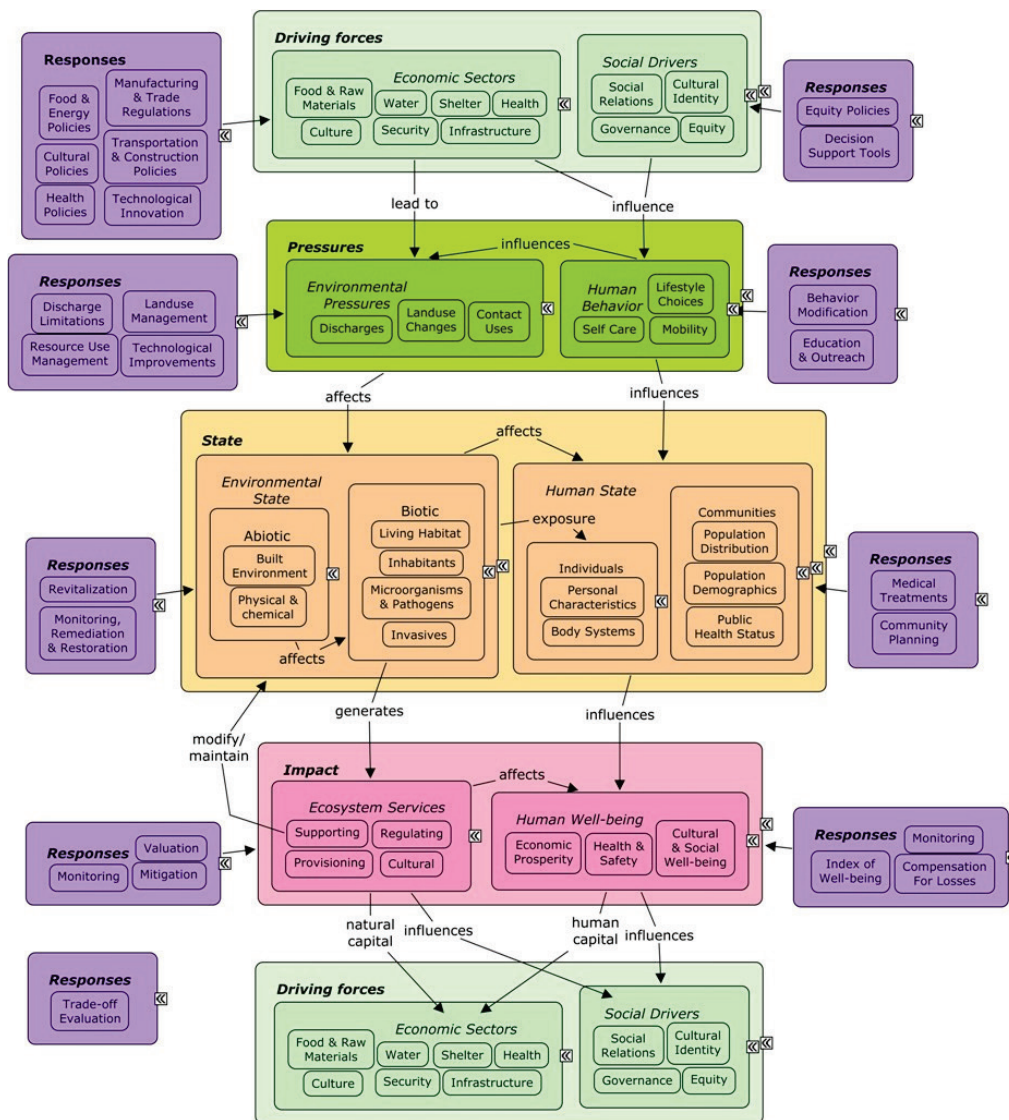 Driving forces
Economic Sectors
Food & Raw
Materials
Water
Shelter
Health
Culture
Security
Infrastructure
Social Drivers
Social
Relations
Cultural
Identity
Governance
Equity
Responses
Food &
Energy
Policies
Manufacturing
& Trade
Regulations
Cultural
Policies
Transportation
& Construction
Policies
Health
Policies
Technological
Innovation
Responses
Equity Policies
Decision
Support Tools
lead to
influence
Pressures
influences
Environmental
Pressures
Discharges
Landuse
Changes
Contact
Uses
Human
Behavior
Lifestyle
Choices
Self Care
Mobility
Responses
Discharge
Limitations
Landuse
Management
Resource Use
Management
Technological
Improvements
Responses
Behavior
Modification
Education
& Outreach
affects
influences
State
affects
Environmental
State
Abiotic
Built
Environment
Physical &
chemical
affects
Biotic
Living Habitat
Inhabitants
Microorganisms
& Pathogens
Invasives
exposure
Human State
Individuals
Personal
Characteristics
Body Systems
Communities
Population
Distribution
Population
Demographics
Public
Health Status
Responses
Revitalization
Monitoring,
Remediation
& Restoration
Responses
Medical
Treatments
Community
Planning
modify/
maintain
generates
influences
Impact
affects
Ecosystem Services
Supporting
Regulating
Provisioning
Cultural
Human Well-being
Economic
Prosperity
Health &
Safety
Cultural
& Social
Well-being
Responses
Valuation
Monitoring
Mitigation
Responses
Monitoring
Index of
Well-being
Compensation
For Losses
natural
capital
influences
human
capital
influences
Responses
Trade-off
Evaluation
Driving forces
Economic Sectors
Food & Raw
Materials
Water
Shelter
Health
Culture
Security
Infrastructure
Social Drivers
Social
Relations
Cultural
Identity
Governance
Equity